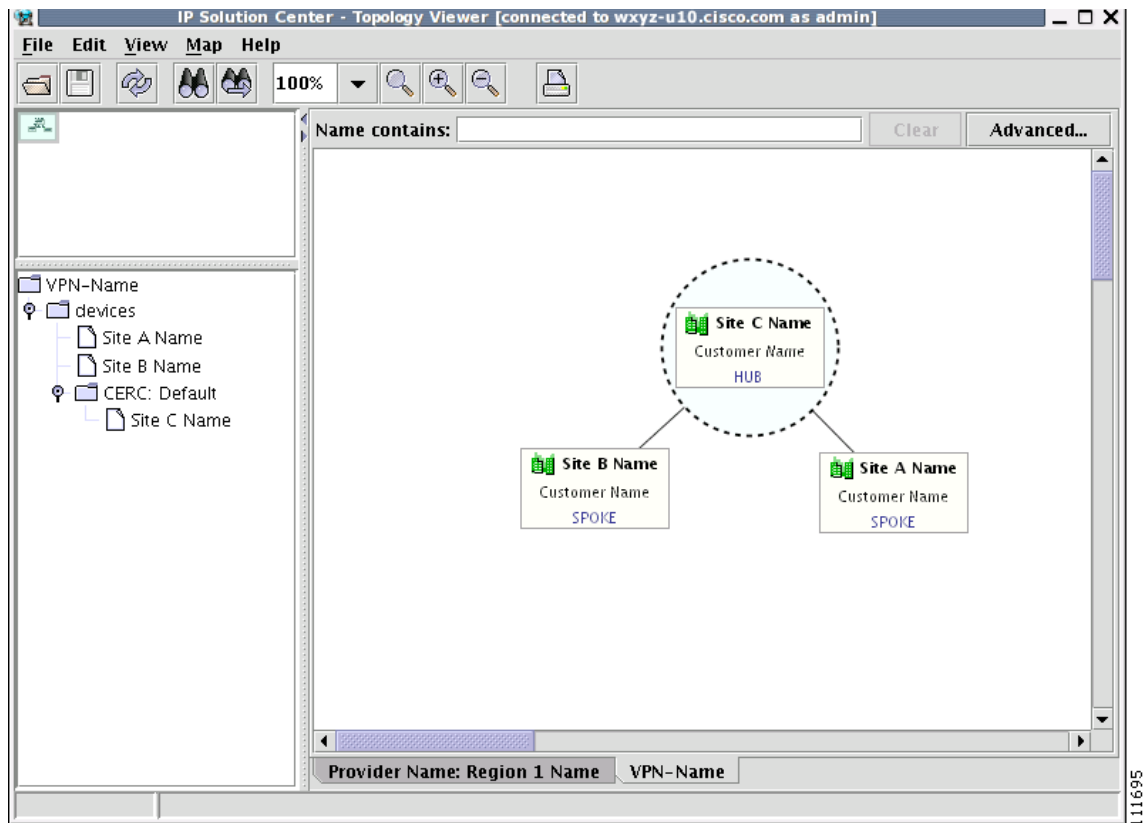 IP Solution Center - Topology Viewer [connected to wxyz-u10.cisco.com as admin]
File Edit View Map Help
100%
Name contains: Clear Advanced...
VPN-Name
devices
Site A Name
Site B Name
CERC: Default
Site C Name
Site C Name
Customer Name
HUB
Site B Name
Customer Name
SPOKE
Site A Name
Customer Name
SPOKE
Provider Name: Region 1 Name VPN-Name
111695